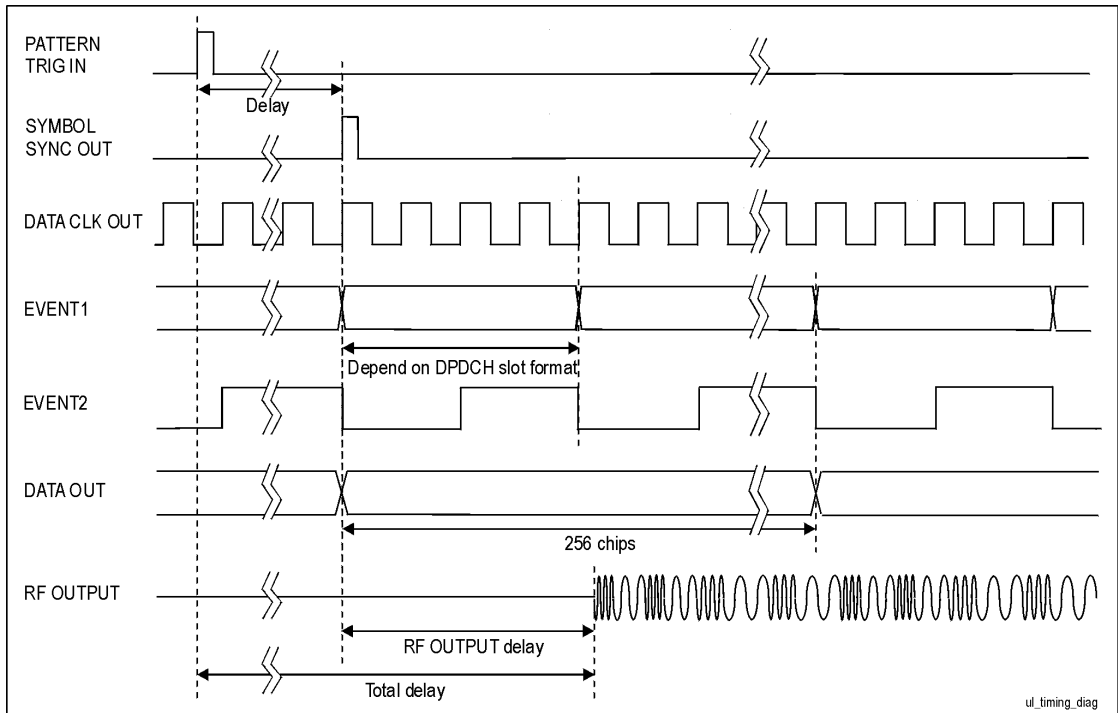 PATTERN
TRIG IN
Delay
SYMBOL
SYNC OUT
DATA CLK OUT
EVENT1
Depend on DPDCH slot format
EVENT2
DATA OUT
256 chips
RF OUTPUT
RF OUTPUT delay
Total delay
ul_timing_diag